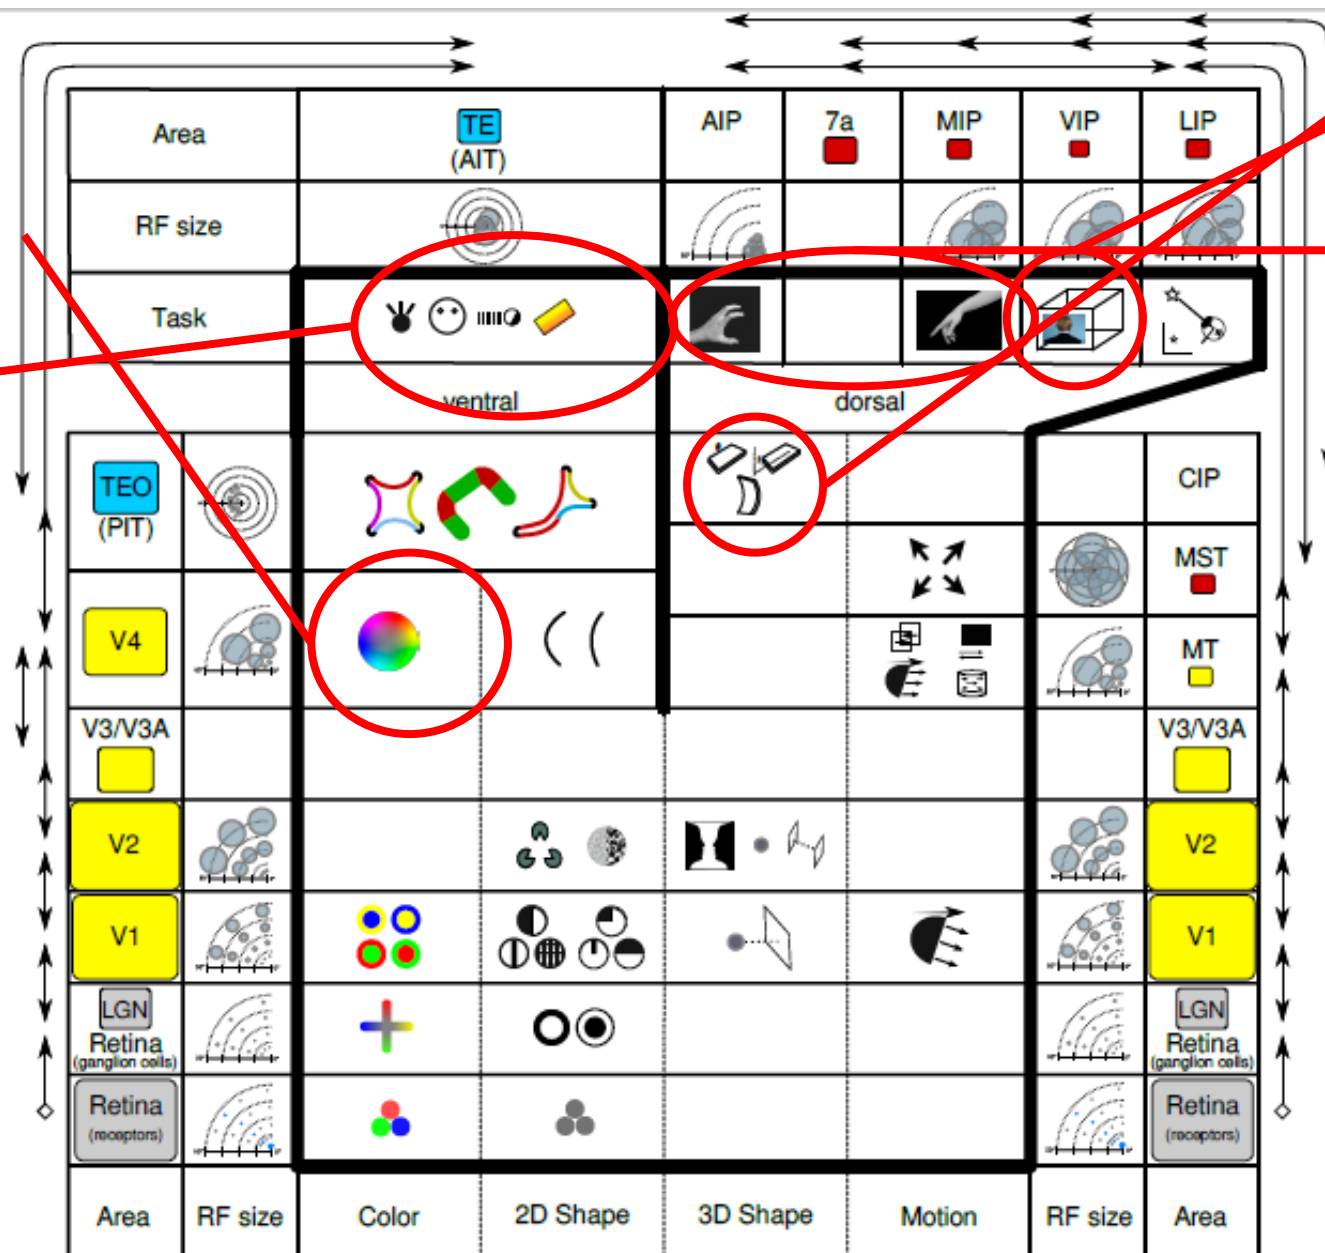 Area
TE
(AIT)
AIP
7a
MIP
VIP
LIP
RF size
Task
ventral
dorsal
TEO
(PIT)
CIP
MST
V4
MT
V3/V3A
V3/V3A
V2
V2
V1
V1
LGN
Retina
(ganglion cells)
LGN
Retina
(ganglion cells)
Retina
(receptors)
Retina
(receptors)
Area
RF size
Color
2D Shape
3D Shape
Motion
RF size
Area